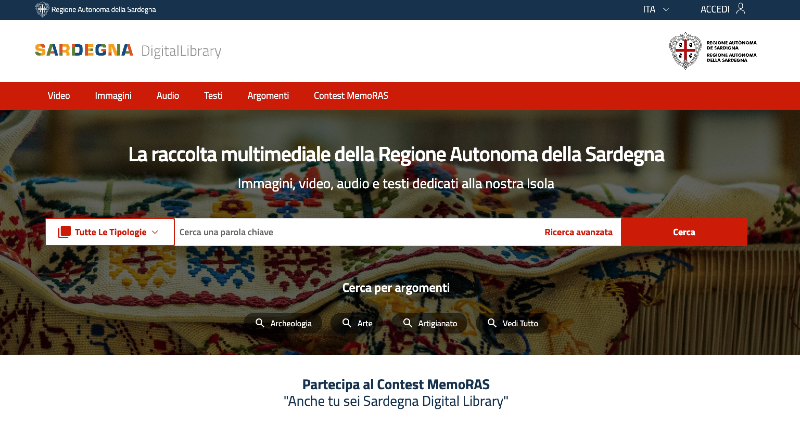 Regione Autonoma della Sardegna
ITA
ACCEDI
SARDEGNA DigitalLibrary
REGIONE AUTÒNOMA
DE SARDIGNA
REGIONE AUTONOMA
DELLA SARDEGNA
Video Immagini Audio Testi Argomenti Contest MemoRAS
La raccolta multimediale della Regione Autonoma della Sardegna
Immagini, video, audio e testi dedicati alla nostra Isola
Tutte Le Tipologie Cerca una parola chiave Ricerca avanzata Cerca
Cerca per argomenti
Archeologia Arte Artigianato Vedi Tutto
Partecipa al Contest MemoRAS
"Anche tu sei Sardegna Digital Library"